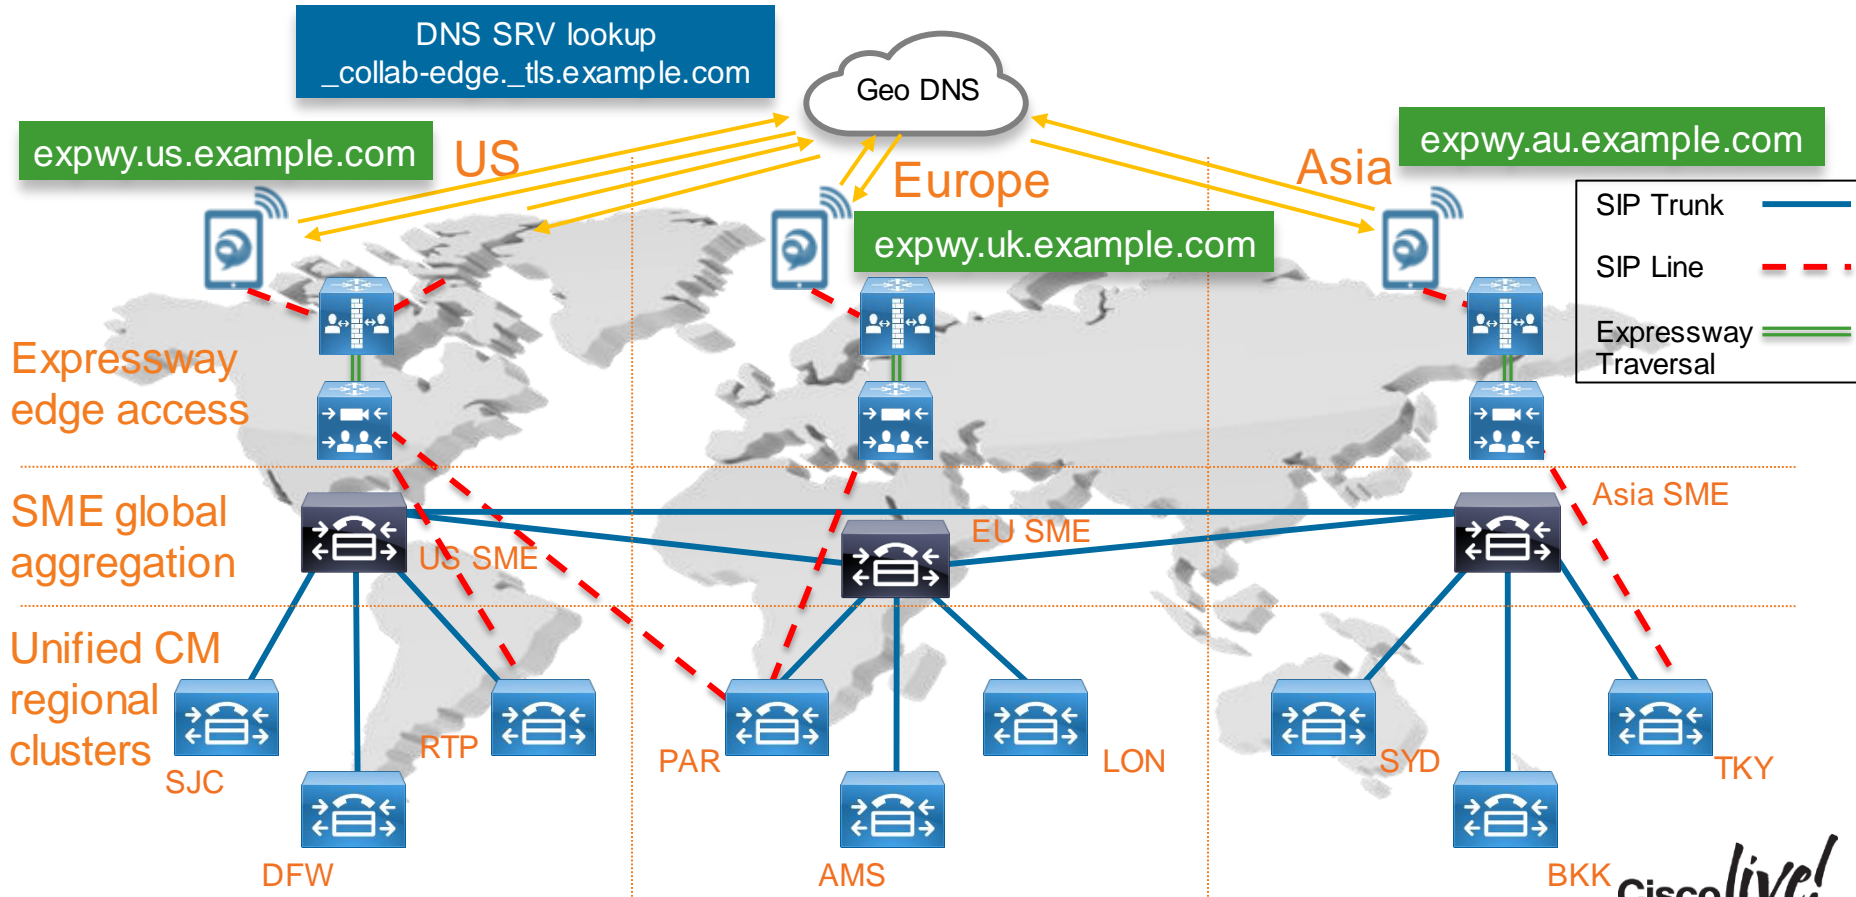 DNS SRV lookup
_collab-edge._tls.example.com
Geo DNS
expwy.us.example.com
US
Europe
Asia
expwy.au.example.com
expwy.uk.example.com
SIP Trunk
SIP Line
Expressway
Traversal
Expressway
edge access
SME global
aggregation
US SME
EU SME
Asia SME
Unified CM
regional
clusters
SJC
RTP
PAR
LON
SYD
TKY
DFW
AMS
BKK
Cisco live!